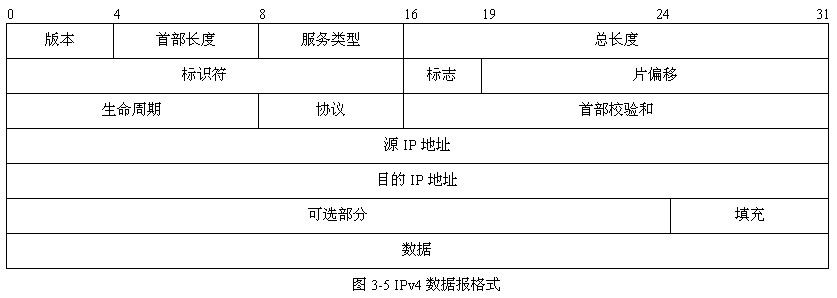 0 4 8 16 19 24 31
版本 首部长度 服务类型 总长度
标识符 标志 片偏移
生命周期 协议 首部校验和
源 IP 地址
目的 IP 地址
可选部分 填充
数据
图 3-5 IPv4 数据报格式